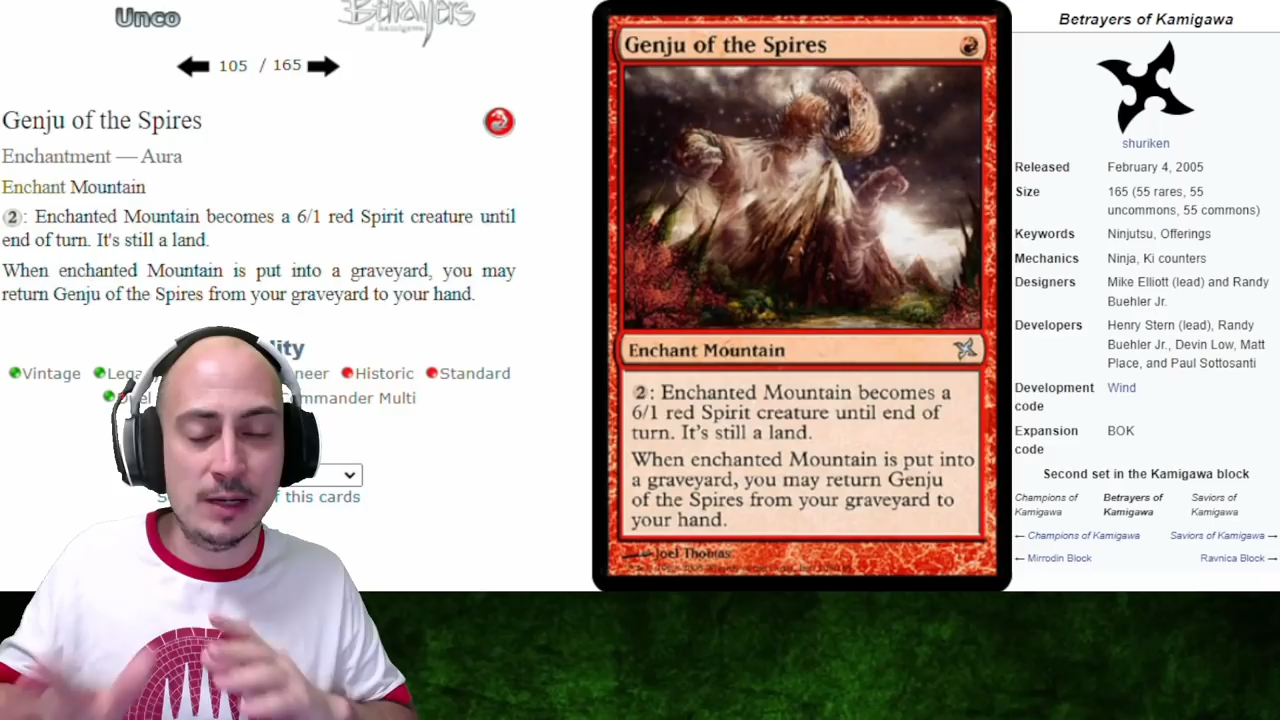 Unco
Betrayers
of kamigawa
105 / 165
Genju of the Spires
Enchantment — Aura
Enchant Mountain
2: Enchanted Mountain becomes a 6/1 red Spirit creature until
end of turn. It's still a land.
When enchanted Mountain is put into a graveyard, you may
return Genju of the Spires from your graveyard to your hand.
Vintage
Historic
Standard
Commander Multi
of this cards
Genju of the Spires
Enchant Mountain
2: Enchanted Mountain becomes a
6/1 red Spirit creature until end of
turn. It's still a land.
When enchanted Mountain is put into
a graveyard, you may return Genju
of the Spires from your graveyard to
your hand.
Joel Thomas
Betrayers of Kamigawa
shuriken
Released February 4, 2005
Size 165 (55 rares, 55
uncommons, 55 commons)
Keywords Ninjutsu, Offerings
Mechanics Ninja, Ki counters
Designers Mike Elliott (lead) and Randy
Buehler Jr.
Developers Henry Stern (lead), Randy
Buehler Jr., Devin Low, Matt
Place, and Paul Sottosanti
Development Wind
code
Expansion BOK
code
Second set in the Kamigawa block
Champions of Betrayers of Saviors of
Kamigawa Kamigawa Kamigawa
← Champions of Kamigawa Saviors of Kamigawa →
← Mirrodin Block Ravnica Block →